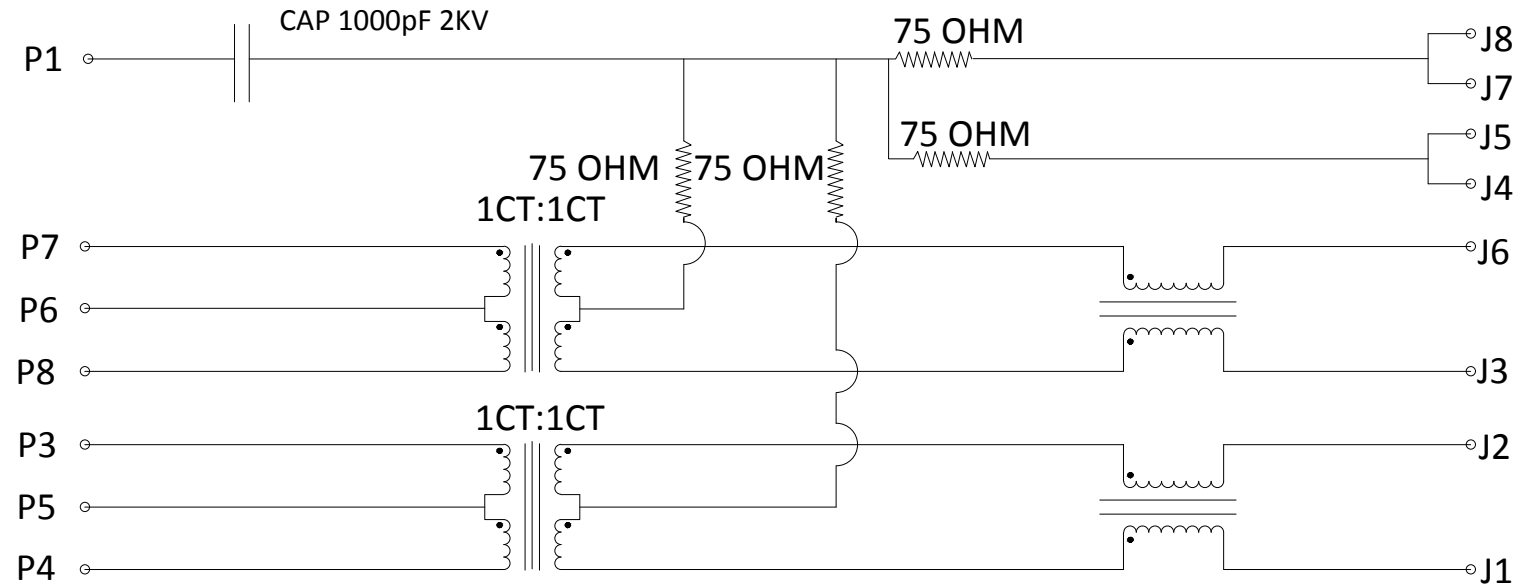 CAP 1000pF 2KV
P1
75 OHM
J8
J7
75 OHM
J5
J4
75 OHM
75 OHM
1CT:1CT
P7
J6
P6
P8
J3
1CT:1CT
P3
J2
P5
P4
J1